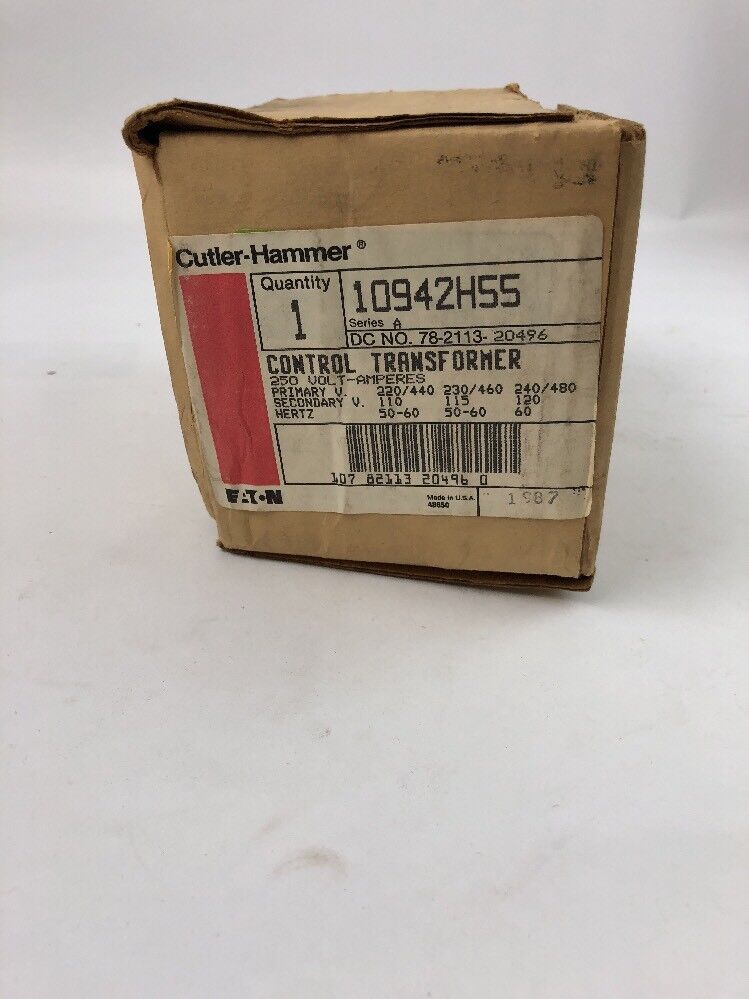 Cutler-Hammer®
Quantity
1
10942H55
Series A
DC NO. 78-2113-20496
CONTROL TRANSFORMER
250 VOLT-AMPERES
PRIMARY V. 220/440 230/460 240/480
SECONDARY V. 110 115 120
HERTZ 50-60 50-60 60
107 82113 20496 0
EATON
Made in U.S.A.
48650
1987